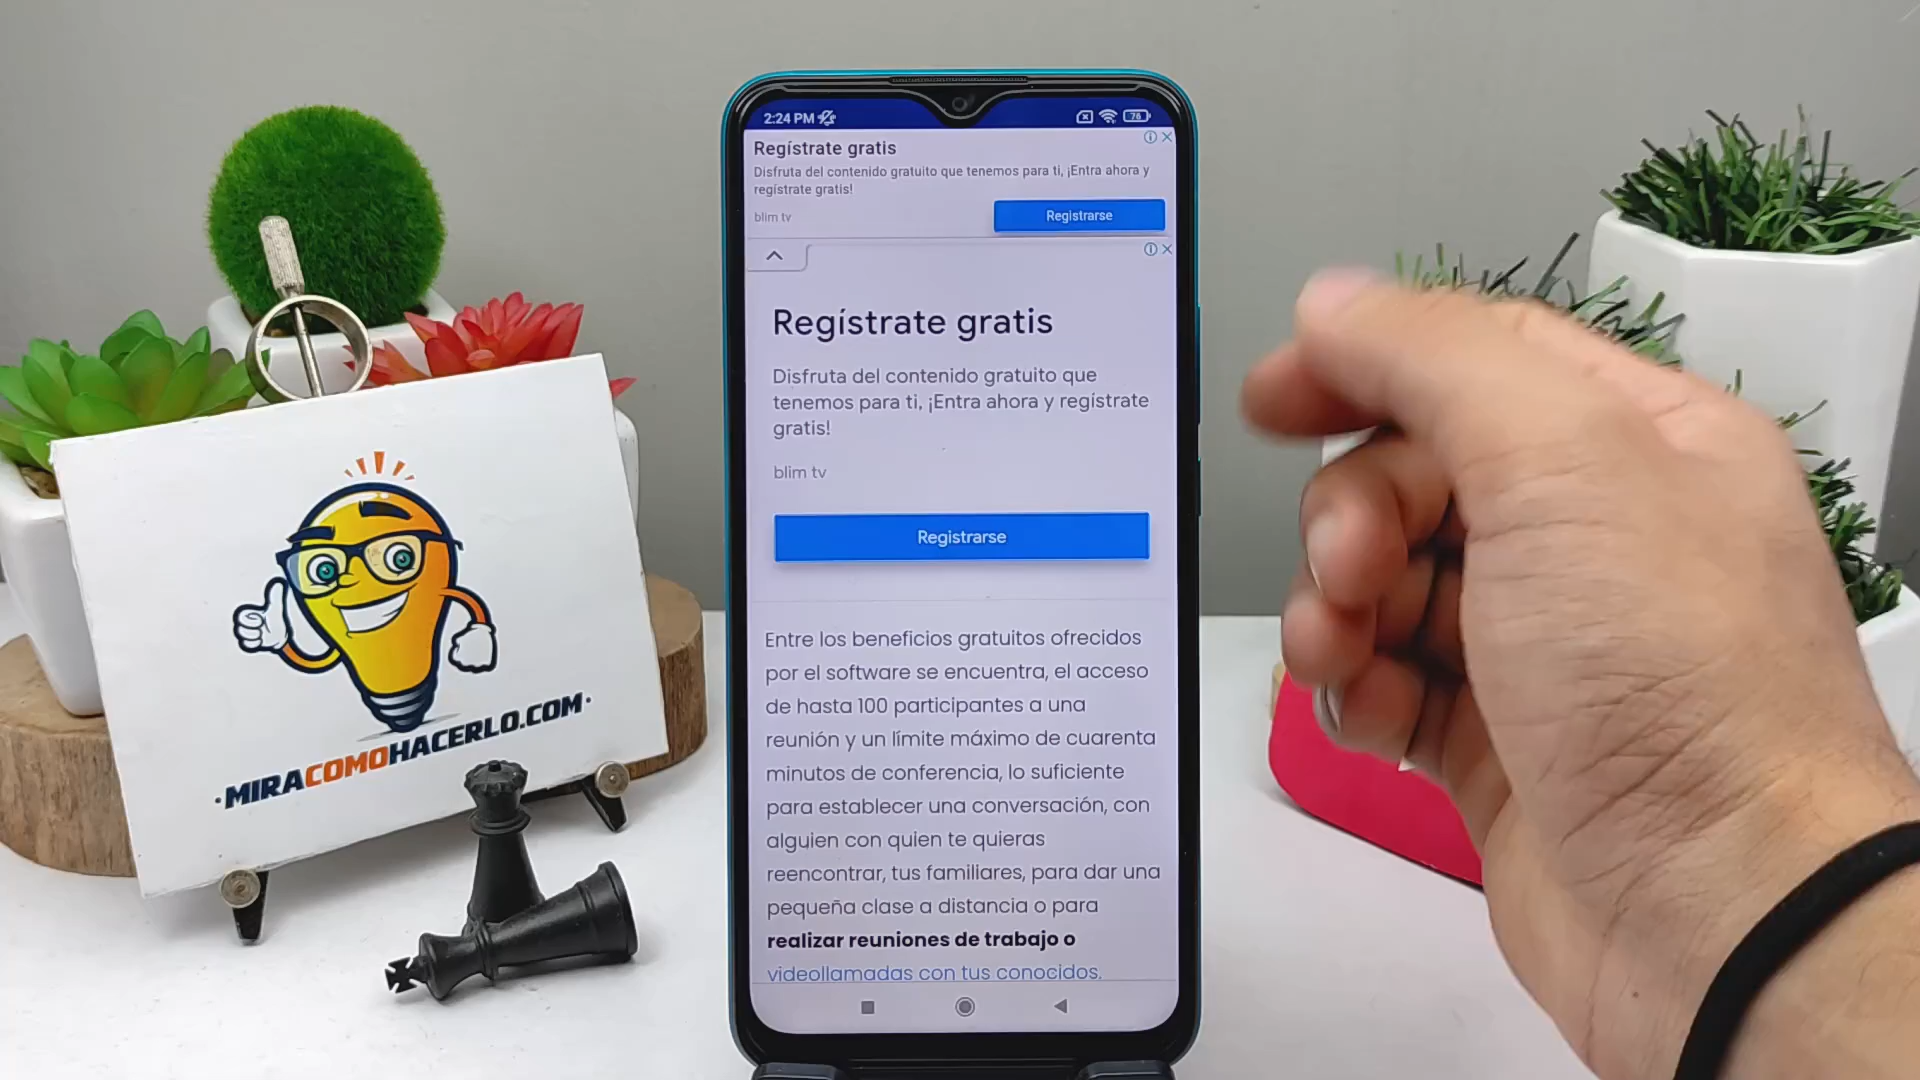 2:24 PM
76
Regístrate gratis
Disfruta del contenido gratuito que tenemos para ti, ¡Entra ahora y
regístrate gratis!
blim tv
Registrarse
Regístrate gratis
Disfruta del contenido gratuito que
tenemos para ti, ¡Entra ahora y regístrate
gratis!
blim tv
Registrarse
Entre los beneficios gratuitos ofrecidos
por el software se encuentra, el acceso
de hasta 100 participantes a una
reunión y un límite máximo de cuarenta
minutos de conferencia, lo suficiente
para establecer una conversación, con
alguien con quien te quieras
reencontrar, tus familiares, para dar una
pequeña clase a distancia o para
realizar reuniones de trabajo o
videollamadas con tus conocidos.
·MIRACOMOHACERLO.COM·